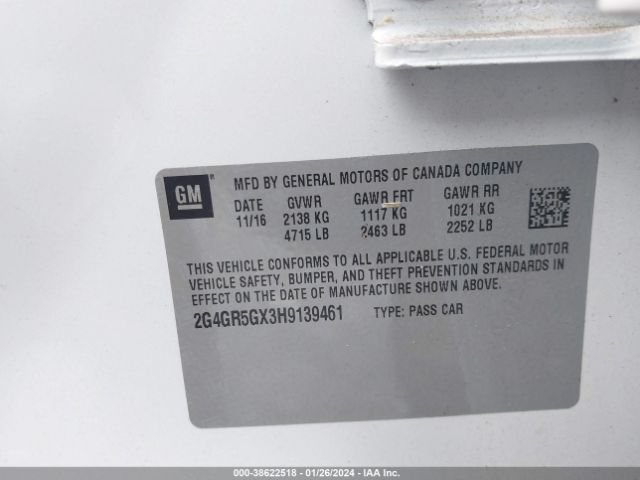 GM
MFD BY GENERAL MOTORS OF CANADA COMPANY
DATE GVWR GAWR FRT GAWR RR
11/16 2138 KG 1117 KG 1021 KG
4715 LB 2463 LB 2252 LB
THIS VEHICLE CONFORMS TO ALL APPLICABLE U.S. FEDERAL MOTOR
VEHICLE SAFETY, BUMPER, AND THEFT PREVENTION STANDARDS IN
EFFECT ON THE DATE OF MANUFACTURE SHOWN ABOVE.
2G4GR5GX3H9139461 TYPE: PASS CAR
000-38622518 - 01/26/2024 - IAA Inc.